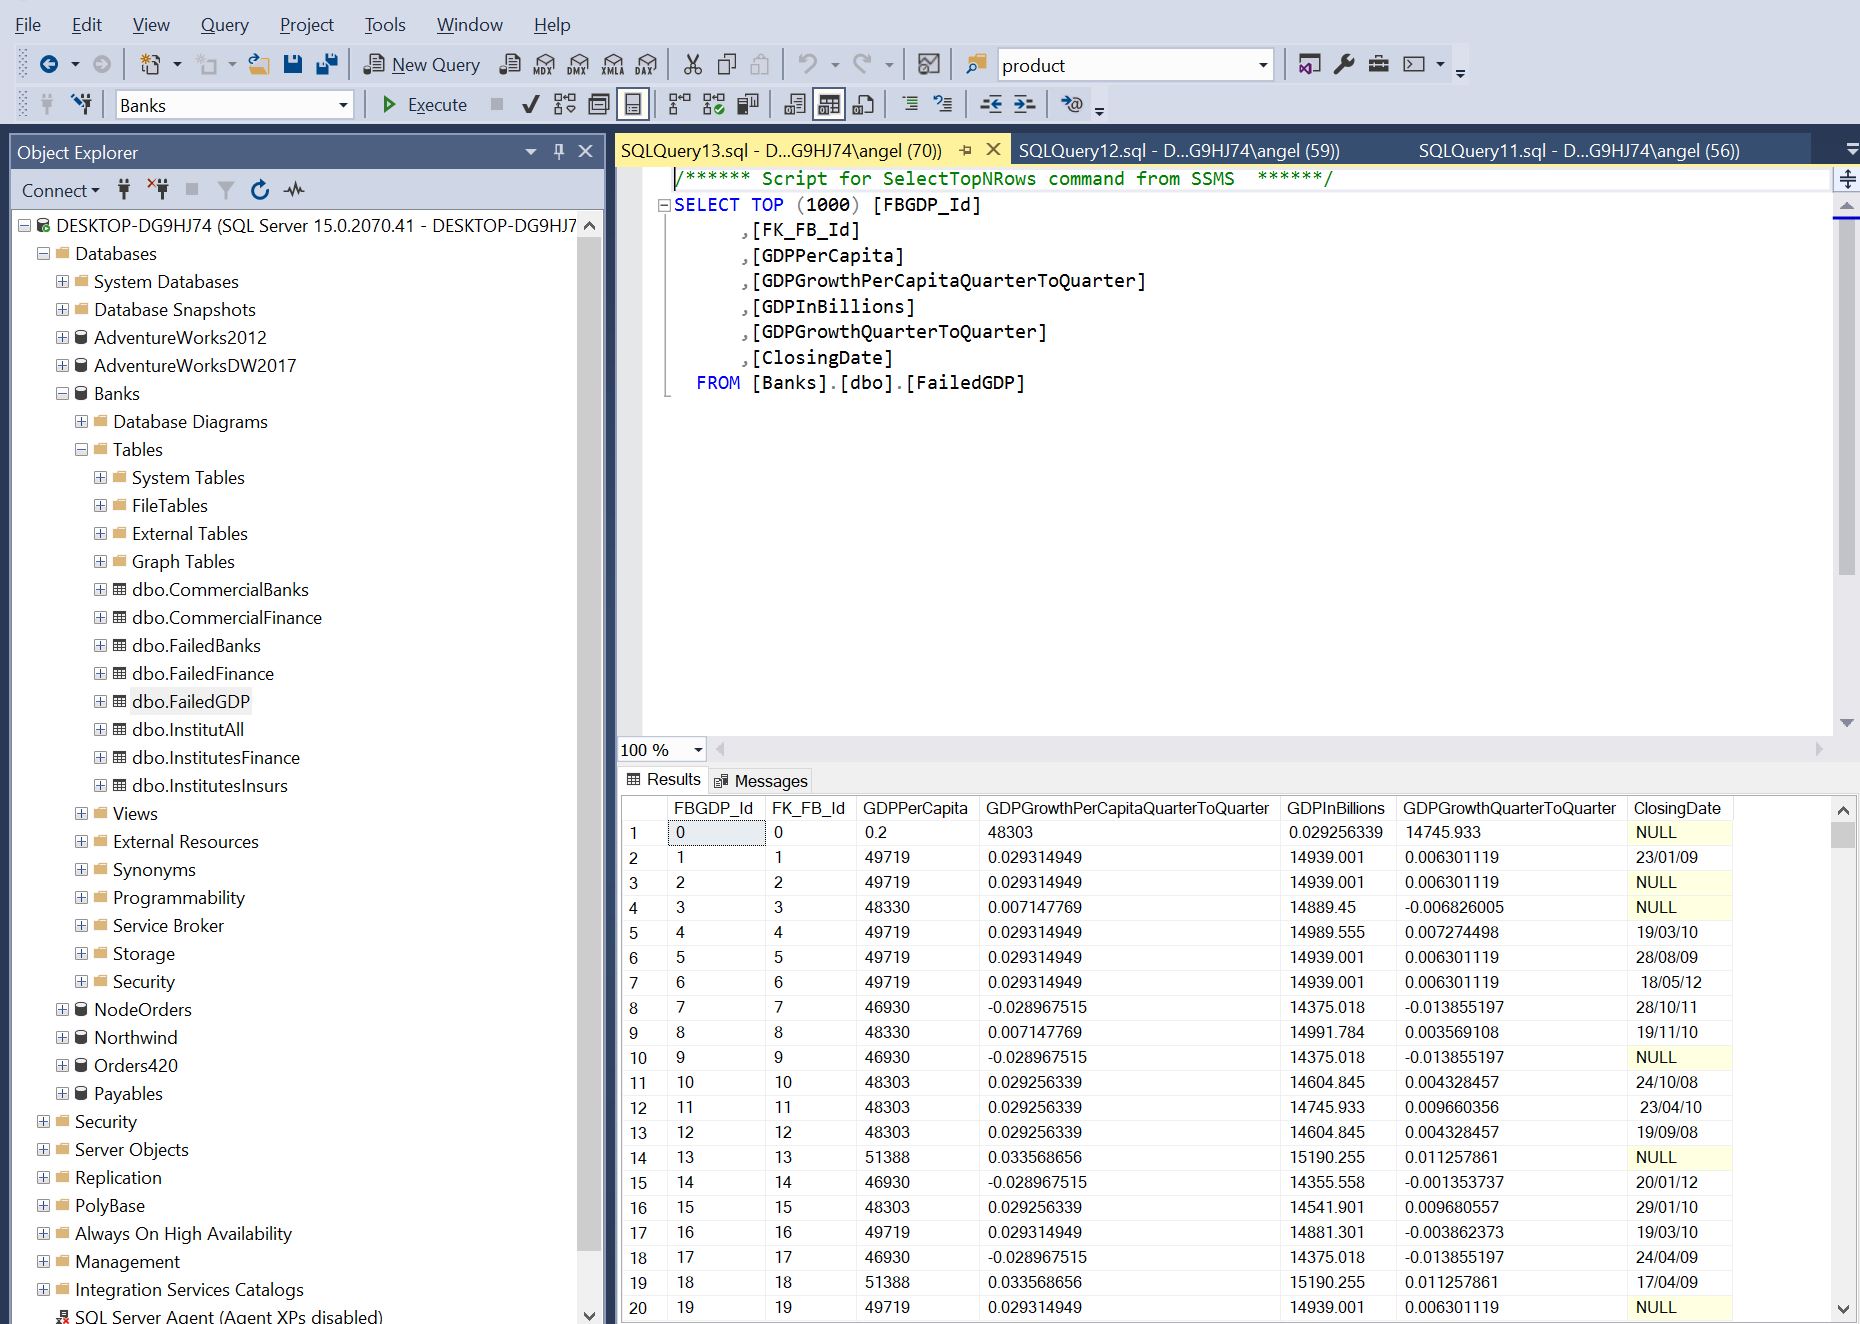 File Edit View Query Project Tools Window Help
New Query MDX DMX XMLA DAX product
Banks Execute
Object Explorer
Connect
DESKTOP-DG9HJ74 (SQL Server 15.0.2070.41 - DESKTOP-DG9HJ7
Databases
System Databases
Database Snapshots
AdventureWorks2012
AdventureWorksDW2017
Banks
Database Diagrams
Tables
System Tables
FileTables
External Tables
Graph Tables
dbo.CommercialBanks
dbo.CommercialFinance
dbo.FailedBanks
dbo.FailedFinance
dbo.FailedGDP
dbo.InstitutAll
dbo.InstitutesFinance
dbo.InstitutesInsurs
Views
External Resources
Synonyms
Programmability
Service Broker
Storage
Security
NodeOrders
Northwind
Orders420
Payables
Security
Server Objects
Replication
PolyBase
Always On High Availability
Management
Integration Services Catalogs
SQL Server Agent (Agent XPs disabled)
SQLQuery13.sql - D...G9HJ74\angel (70)) SQLQuery12.sql - D...G9HJ74\angel (59)) SQLQuery11.sql - D...G9HJ74\angel (56))
/****** Script for SelectTopNRows command from SSMS ******/
SELECT TOP (1000) [FBGDP_Id]
,[FK_FB_Id]
,[GDPPerCapita]
,[GDPGrowthPerCapitaQuarterToQuarter]
,[GDPInBillions]
,[GDPGrowthQuarterToQuarter]
,[ClosingDate]
FROM [Banks].[dbo].[FailedGDP]
100 %
Results Messages
FBGDP_Id FK_FB_Id GDPPerCapita GDPGrowthPerCapitaQuarterToQuarter GDPInBillions GDPGrowthQuarterToQuarter ClosingDate
1 0 0 0.2 48303 0.029256339 14745.933 NULL
2 1 1 49719 0.029314949 14939.001 0.006301119 23/01/09
3 2 2 49719 0.029314949 14939.001 0.006301119 NULL
4 3 3 48330 0.007147769 14889.45 -0.006826005 NULL
5 4 4 49719 0.029314949 14989.555 0.007274498 19/03/10
6 5 5 49719 0.029314949 14939.001 0.006301119 28/08/09
7 6 6 49719 0.029314949 14939.001 0.006301119 18/05/12
8 7 7 46930 -0.028967515 14375.018 -0.013855197 28/10/11
9 8 8 48330 0.007147769 14991.784 0.003569108 19/11/10
10 9 9 46930 -0.028967515 14375.018 -0.013855197 NULL
11 10 10 48303 0.029256339 14604.845 0.004328457 24/10/08
12 11 11 48303 0.029256339 14745.933 0.009660356 23/04/10
13 12 12 48303 0.029256339 14604.845 0.004328457 19/09/08
14 13 13 51388 0.033568656 15190.255 0.011257861 NULL
15 14 14 46930 -0.028967515 14355.558 -0.001353737 20/01/12
16 15 15 48303 0.029256339 14541.901 0.009680557 29/01/10
17 16 16 49719 0.029314949 14881.301 -0.003862373 19/03/10
18 17 17 46930 -0.028967515 14375.018 -0.013855197 24/04/09
19 18 18 51388 0.033568656 15190.255 0.011257861 17/04/09
20 19 19 49719 0.029314949 14939.001 0.006301119 NULL